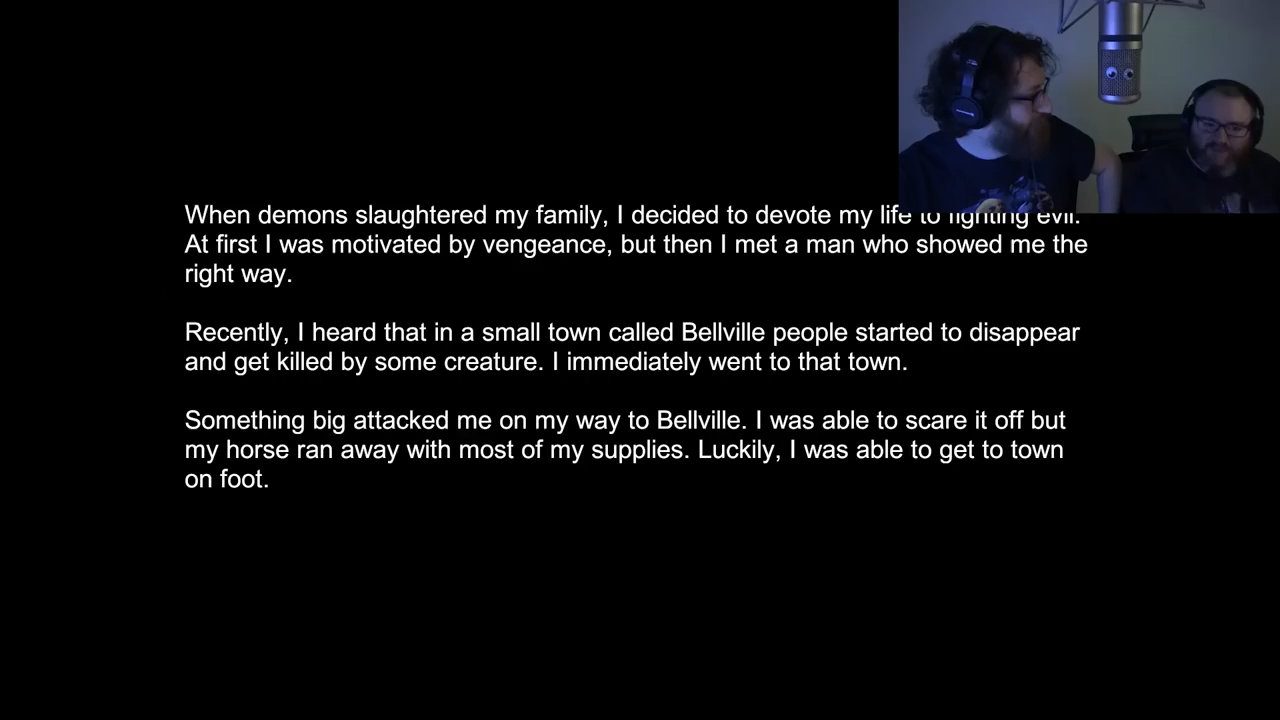 When demons slaughtered my family, I decided to devote my life to fighting evil.
At first I was motivated by vengeance, but then I met a man who showed me the
right way.
Recently, I heard that in a small town called Bellville people started to disappear
and get killed by some creature. I immediately went to that town.
Something big attacked me on my way to Bellville. I was able to scare it off but
my horse ran away with most of my supplies. Luckily, I was able to get to town
on foot.